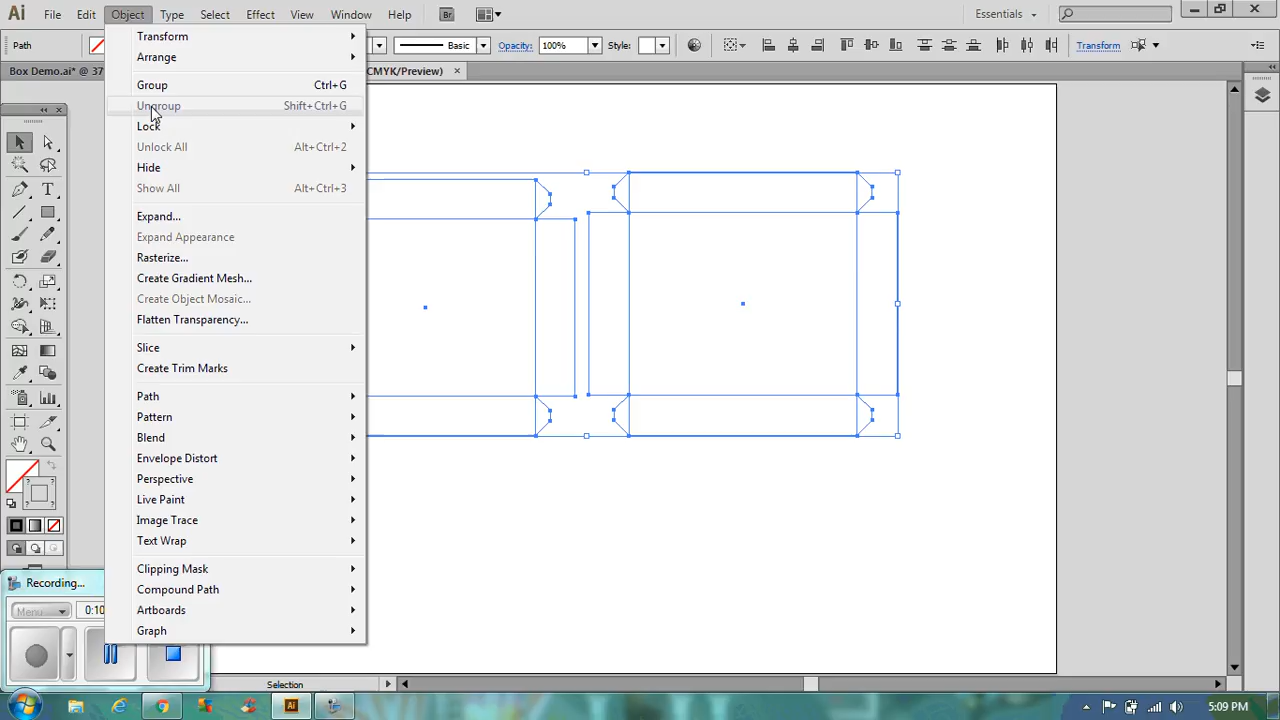 Ai File Edit Object Type Select Effect View Window Help Br Essentials
Path Basic Opacity: 100% Style: Transform
Box Demo.ai* @ 37 CMYK/Preview)
Transform
Arrange
Group Ctrl+G
Ungroup Shift+Ctrl+G
Lock
Unlock All Alt+Ctrl+2
Hide
Show All Alt+Ctrl+3
Expand...
Expand Appearance
Rasterize...
Create Gradient Mesh...
Create Object Mosaic...
Flatten Transparency...
Slice
Create Trim Marks
Path
Pattern
Blend
Envelope Distort
Perspective
Live Paint
Image Trace
Text Wrap
Clipping Mask
Compound Path
Artboards
Graph
Recording...
Menu 0:10
Selection
Ai 5:09 PM